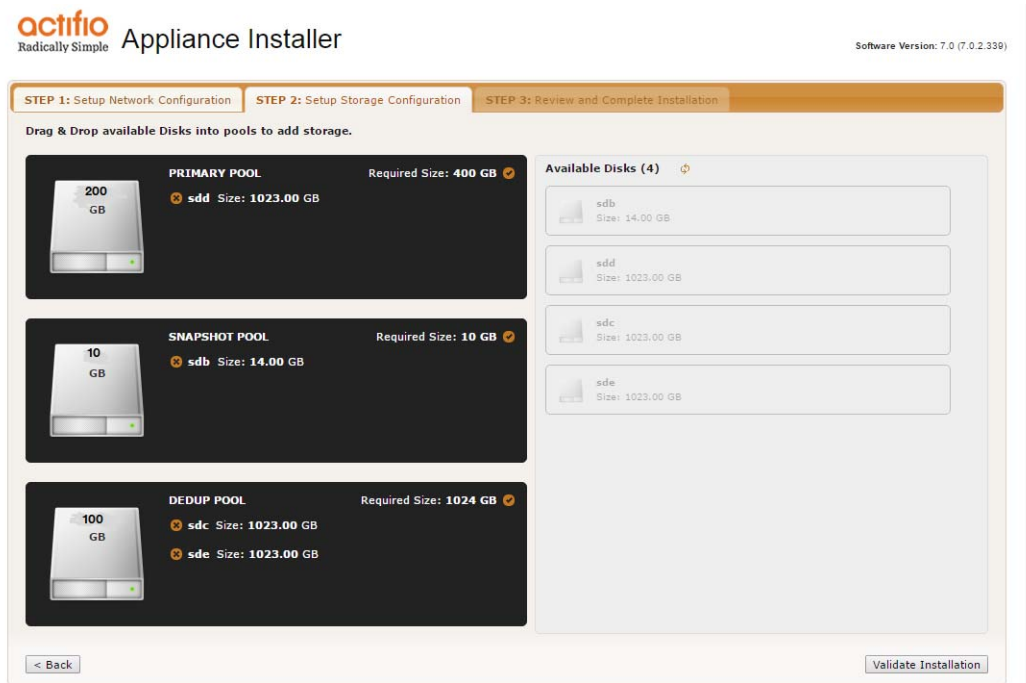 actifio
Radically Simple
Appliance Installer
Software Version: 7.0 (7.0.2.339)
STEP 1: Setup Network Configuration
STEP 2: Setup Storage Configuration
STEP 3: Review and Complete Installation
Drag & Drop available Disks into pools to add storage.
200
GB
PRIMARY POOL
Required Size: 400 GB
sdd Size: 1023.00 GB
10
GB
SNAPSHOT POOL
Required Size: 10 GB
sdb Size: 14.00 GB
100
GB
DEDUP POOL
Required Size: 1024 GB
sdc Size: 1023.00 GB
sde Size: 1023.00 GB
Available Disks (4)
sdb
Size: 14.00 GB
sdd
Size: 1023.00 GB
sdc
Size: 1023.00 GB
sde
Size: 1023.00 GB
< Back
Validate Installation